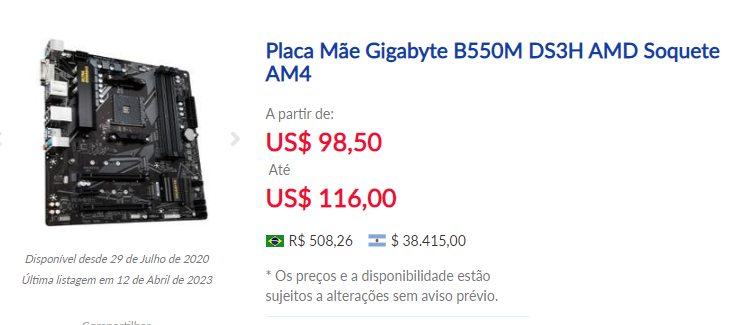 Placa Mãe Gigabyte B550M DS3H AMD Soquete
AM4
A partir de:
US$ 98,50
Até
US$ 116,00
R$ 508,26 $ 38.415,00
* Os preços e a disponibilidade estão
sujeitos a alterações sem aviso prévio.
Disponível desde 29 de Julho de 2020
Última listagem em 12 de Abril de 2023